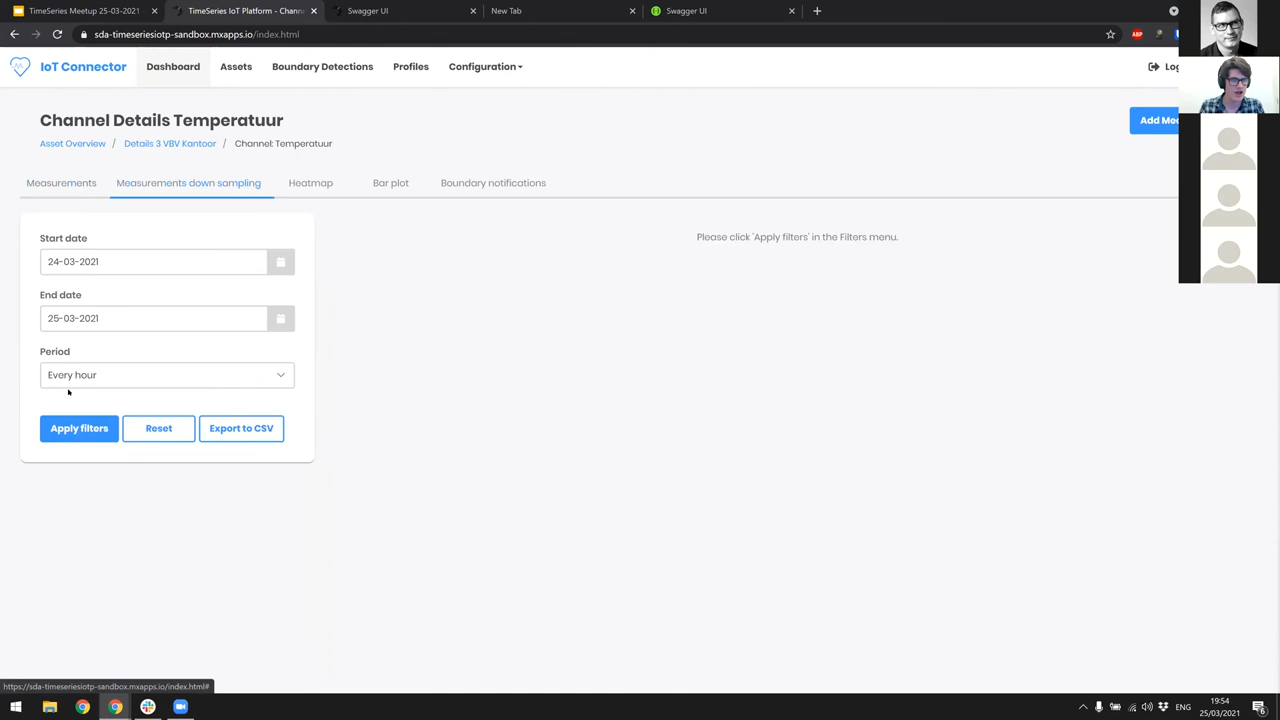 TimeSeries Meetup 25-03-2021 -
TimeSeries IoT Platform - Chann
Swagger UI
New Tab
Swagger UI
sda-timeseriesiotp-sandbox.mxapps.io/index.html
ABP
IoT Connector
Dashboard
Assets
Boundary Detections
Profiles
Configuration
Log
Channel Details Temperatuur
Add Mea
Asset Overview / Details 3 VBV Kantoor / Channel: Temperatuur
Measurements
Measurements down sampling
Heatmap
Bar plot
Boundary notifications
Start date
24-03-2021
End date
25-03-2021
Period
Every hour
Apply filters
Reset
Export to CSV
Please click 'Apply filters' in the Filters menu.
https://sda-timeseriesiotp-sandbox.mxapps.io/index.html#
ENG
19:54
25/03/2021
6